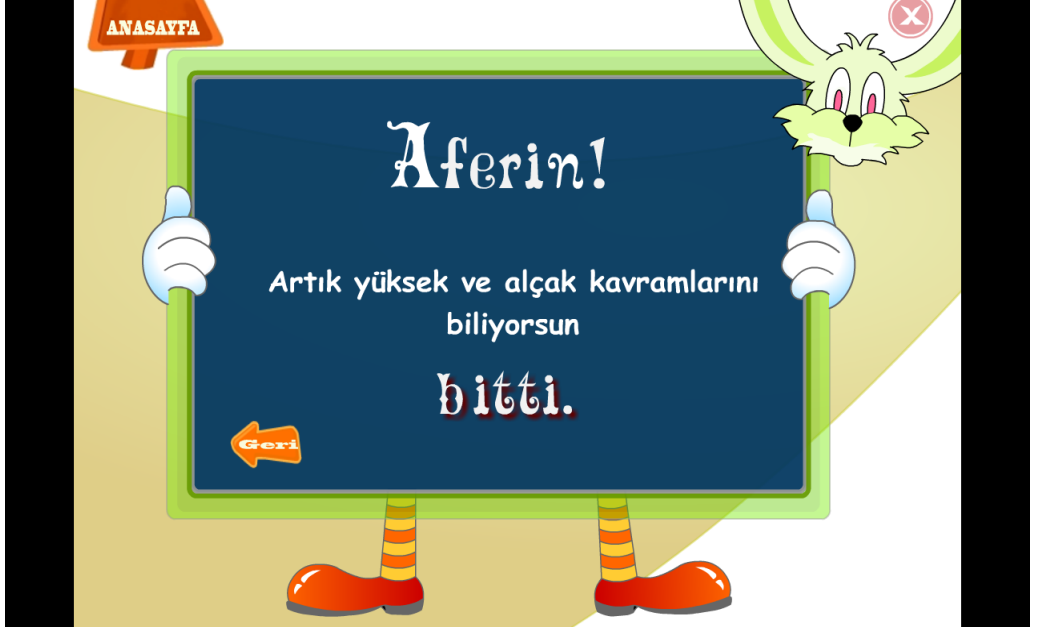 ANASAYFA
Aferin!
Artık yüksek ve alçak kavramlarını
biliyorsun
bitti.
Geri